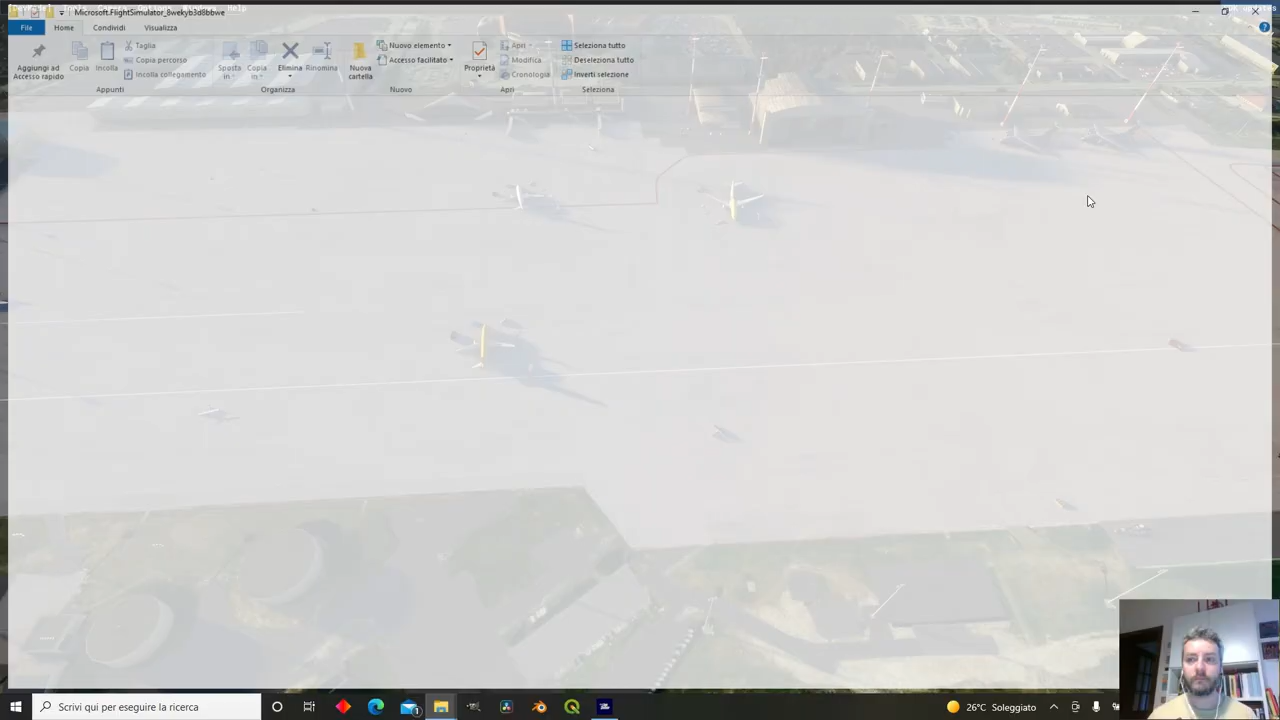 Microsoft.FlightSimulator_8wekyb3d8bbwe
File Home Condividi Visualizza
Aggiungi ad Accesso rapido
Copia
Incolla
Taglia
Copia percorso
Incolla collegamento
Appunti
Sposta in
Copia in
Elimina
Rinomina
Organizza
Nuova cartella
Nuovo elemento
Accesso facilitato
Nuovo
Proprietà
Apri
Modifica
Cronologia
Apri
Seleziona tutto
Deseleziona tutto
Inverti selezione
Seleziona
Scrivi qui per eseguire la ricerca
26°C Soleggiato